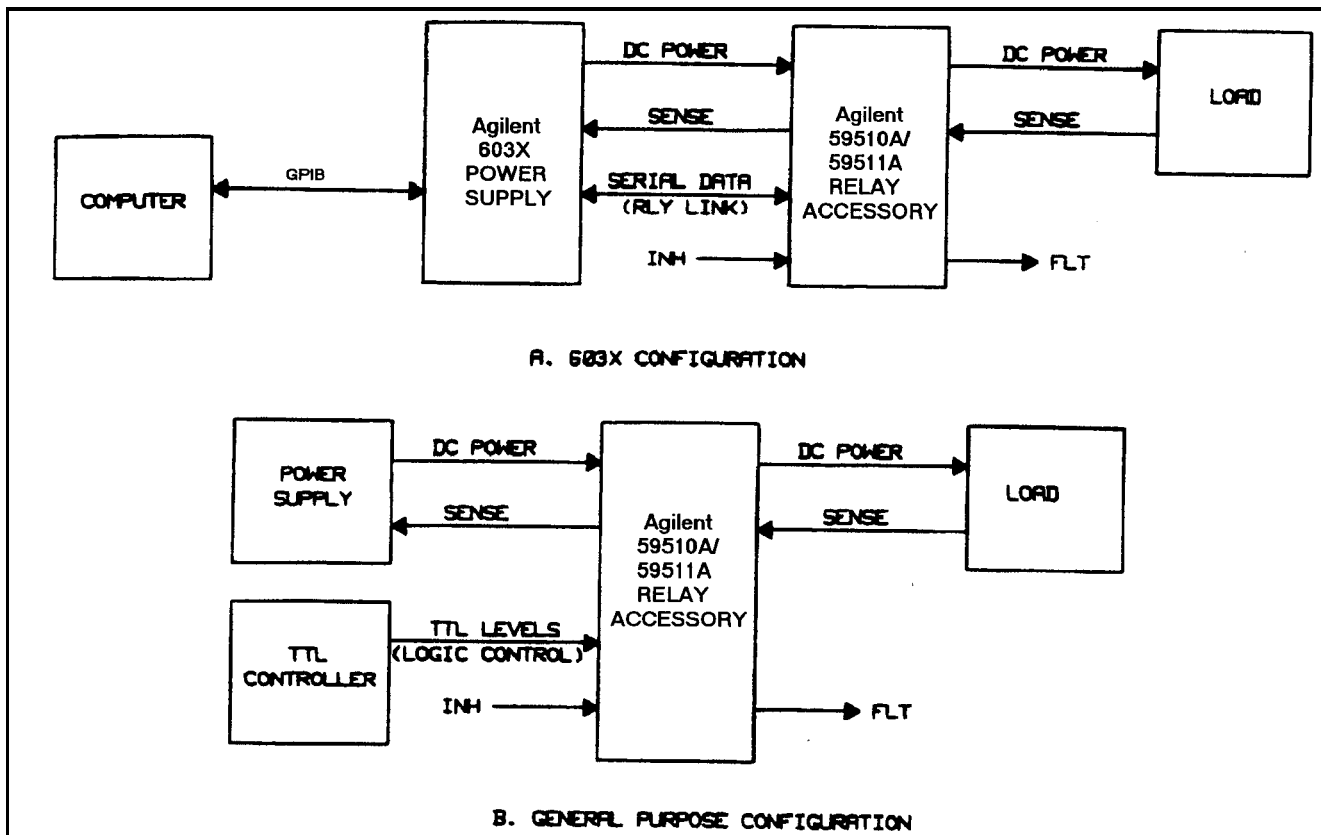 DC POWER
DC POWER
LOAD
SENSE
SENSE
Agilent
603X
POWER
SUPPLY
Agilent
59510A/
59511A
RELAY
ACCESSORY
COMPUTER
GPIB
SERIAL DATA
(RLY LINK)
INH
FLT
A. 603X CONFIGURATION
POWER
SUPPLY
DC POWER
DC POWER
LOAD
SENSE
SENSE
Agilent
59510A/
59511A
RELAY
ACCESSORY
TTL
CONTROLLER
TTL LEVELS
(LOGIC CONTROL)
INH
FLT
B. GENERAL PURPOSE CONFIGURATION